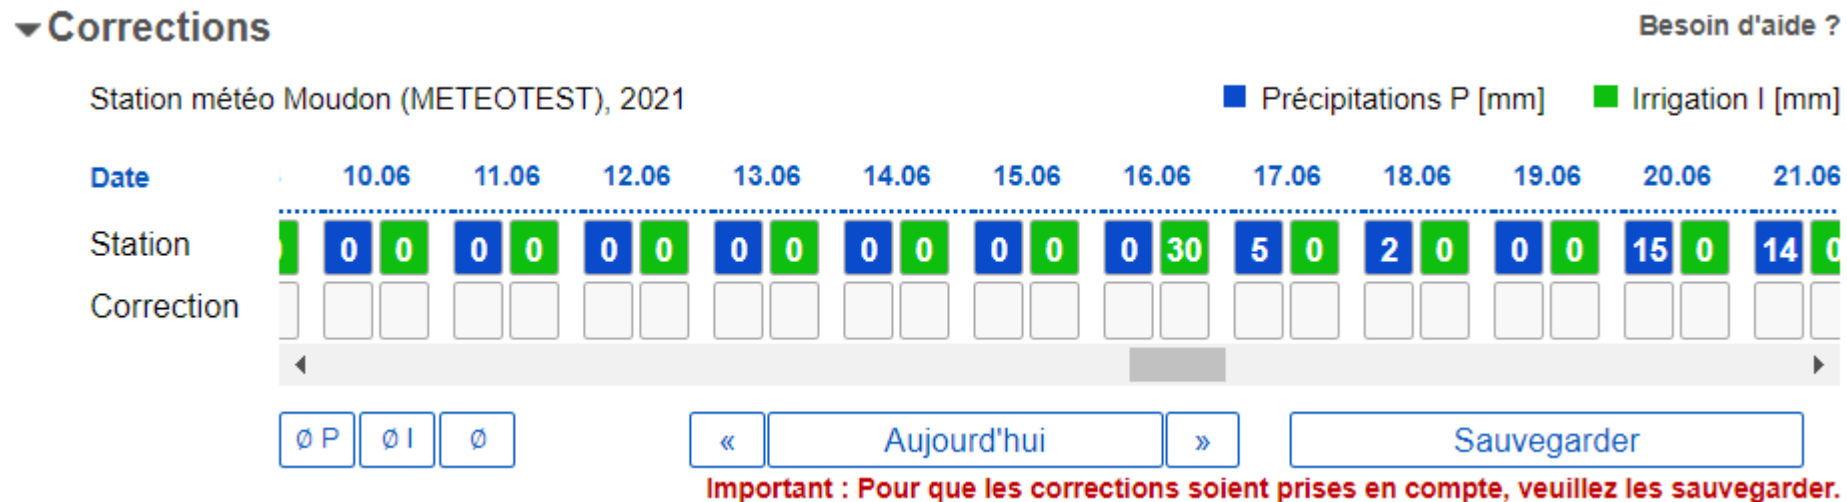 Corrections
Besoin d'aide ?
Station météo Moudon (METEOTEST), 2021
Précipitations P [mm] Irrigation I [mm]
Date 10.06 11.06 12.06 13.06 14.06 15.06 16.06 17.06 18.06 19.06 20.06 21.06
Station 0 0 0 0 0 0 0 0 0 0 0 0 0 30 5 0 2 0 0 0 15 0 14 0
Correction
Ø P Ø I Ø « Aujourd'hui » Sauvegarder
Important : Pour que les corrections soient prises en compte, veuillez les sauvegarder.